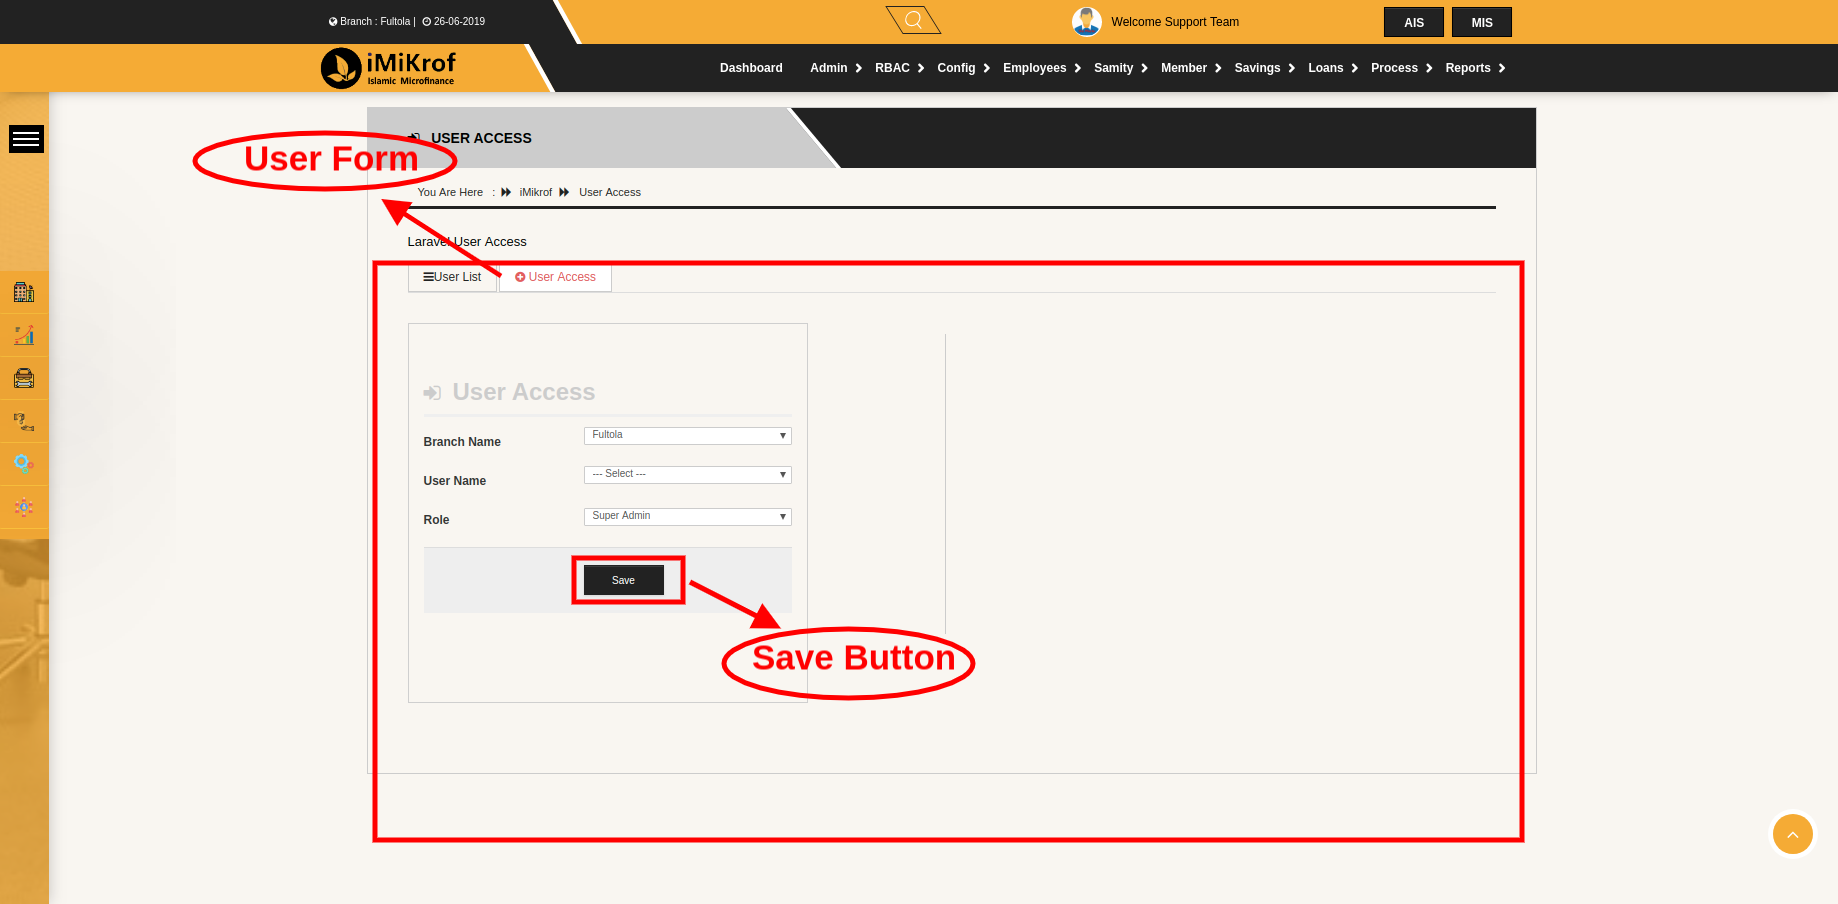 Branch : Fultola | 26-06-2019
Welcome Support Team
AIS
MIS
iMiKrof
Islamic Microfinance
Dashboard Admin RBAC Config Employees Samity Member Savings Loans Process Reports
USER ACCESS
User Form
You Are Here : iMikrof User Access
Laravel User Access
User List
User Access
User Access
Branch Name
Fultola
User Name
--- Select ---
Role
Super Admin
Save
Save Button